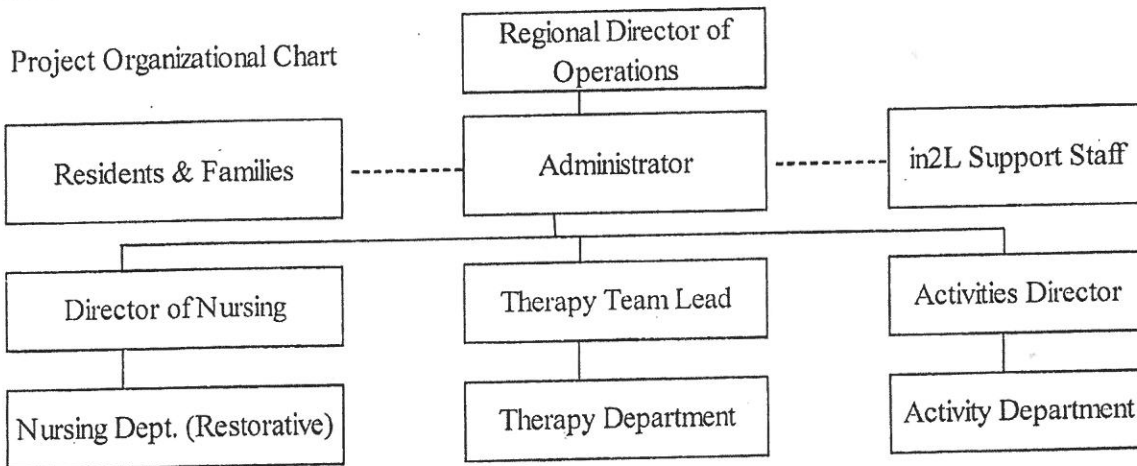 Project Organizational Chart
Regional Director of
Operations
Residents & Families
Administrator
in2L Support Staff
Director of Nursing
Therapy Team Lead
Activities Director
Nursing Dept. (Restorative)
Therapy Department
Activity Department